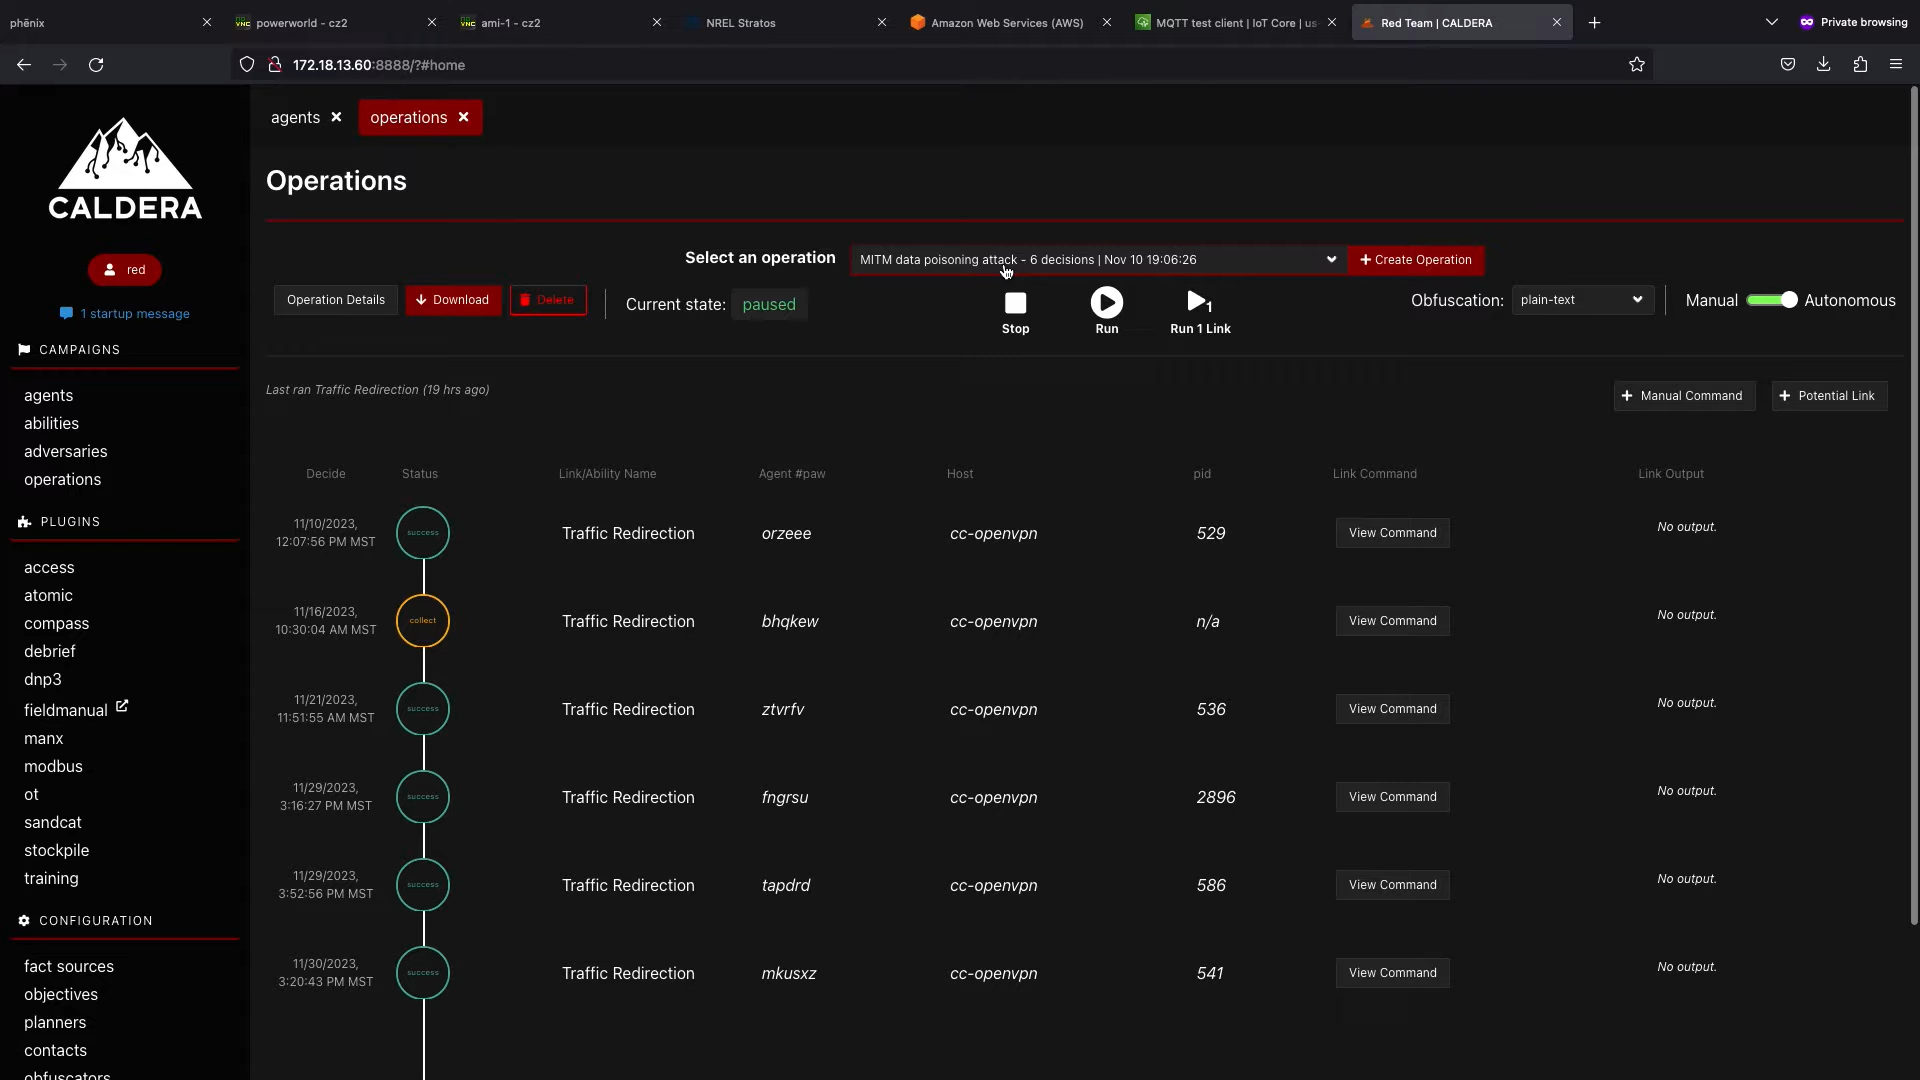 phēnix
powerworld - cz2
ami-1 - cz2
NREL Stratos
Amazon Web Services (AWS)
MQTT test client | IoT Core | us-
Red Team | CALDERA
Private browsing
172.18.13.60:8888/?#home
CALDERA
red
1 startup message
CAMPAIGNS
agents
abilities
adversaries
operations
PLUGINS
access
atomic
compass
debrief
dnp3
fieldmanual
manx
modbus
ot
sandcat
stockpile
training
CONFIGURATION
fact sources
objectives
planners
contacts
obfuscators
agents
operations
Operations
Select an operation
MITM data poisoning attack - 6 decisions | Nov 10 19:06:26
Create Operation
Operation Details
Download
Delete
Current state: paused
Stop
Run
1
Run 1 Link
Obfuscation: plain-text
Manual
Autonomous
Last ran Traffic Redirection (19 hrs ago)
Manual Command
Potential Link
Decide Status Link/Ability Name Agent #paw Host pid Link Command Link Output
11/10/2023,
12:07:56 PM MST success Traffic Redirection orzeee cc-openvpn 529 View Command No output.
11/16/2023,
10:30:04 AM MST collect Traffic Redirection bhqkew cc-openvpn n/a View Command No output.
11/21/2023,
11:51:55 AM MST success Traffic Redirection ztvrfv cc-openvpn 536 View Command No output.
11/29/2023,
3:16:27 PM MST success Traffic Redirection fngrsu cc-openvpn 2896 View Command No output.
11/29/2023,
3:52:56 PM MST success Traffic Redirection tapdrd cc-openvpn 586 View Command No output.
11/30/2023,
3:20:43 PM MST success Traffic Redirection mkusxz cc-openvpn 541 View Command No output.